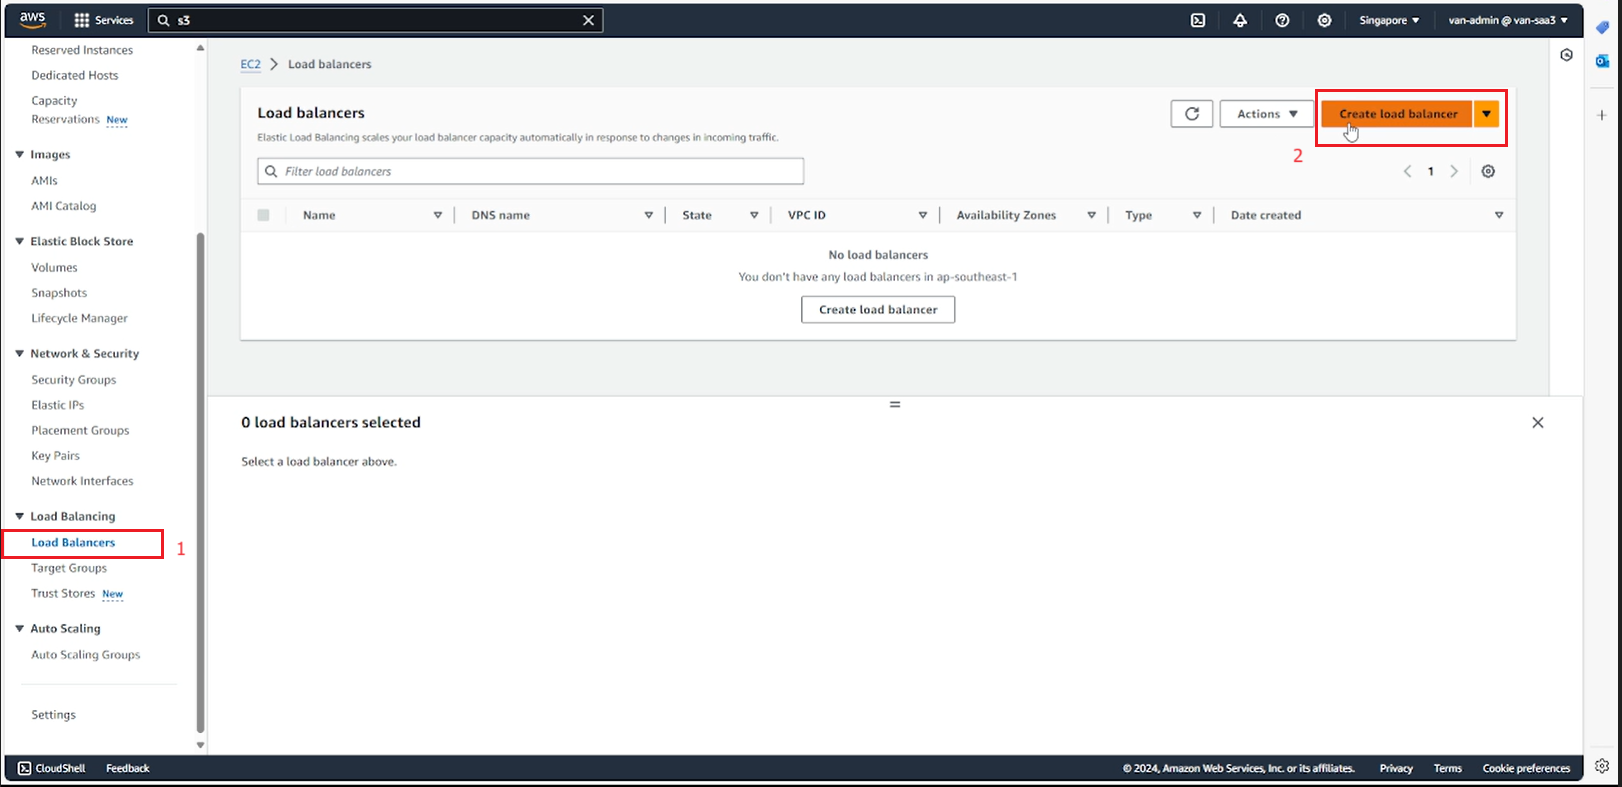 aws
Services
s3
Singapore
van-admin @ van-saa3
Reserved Instances
Dedicated Hosts
Capacity
Reservations New
Images
AMIs
AMI Catalog
Elastic Block Store
Volumes
Snapshots
Lifecycle Manager
Network & Security
Security Groups
Elastic IPs
Placement Groups
Key Pairs
Network Interfaces
Load Balancing
Load Balancers
1
Target Groups
Trust Stores New
Auto Scaling
Auto Scaling Groups
Settings
EC2 > Load balancers
Load balancers
Elastic Load Balancing scales your load balancer capacity automatically in response to changes in incoming traffic.
Actions
Create load balancer
2
Filter load balancers
1
Name DNS name State VPC ID Availability Zones Type Date created
No load balancers
You don't have any load balancers in ap-southeast-1
Create load balancer
0 load balancers selected
Select a load balancer above.
CloudShell Feedback
© 2024, Amazon Web Services, Inc. or its affiliates. Privacy Terms Cookie preferences